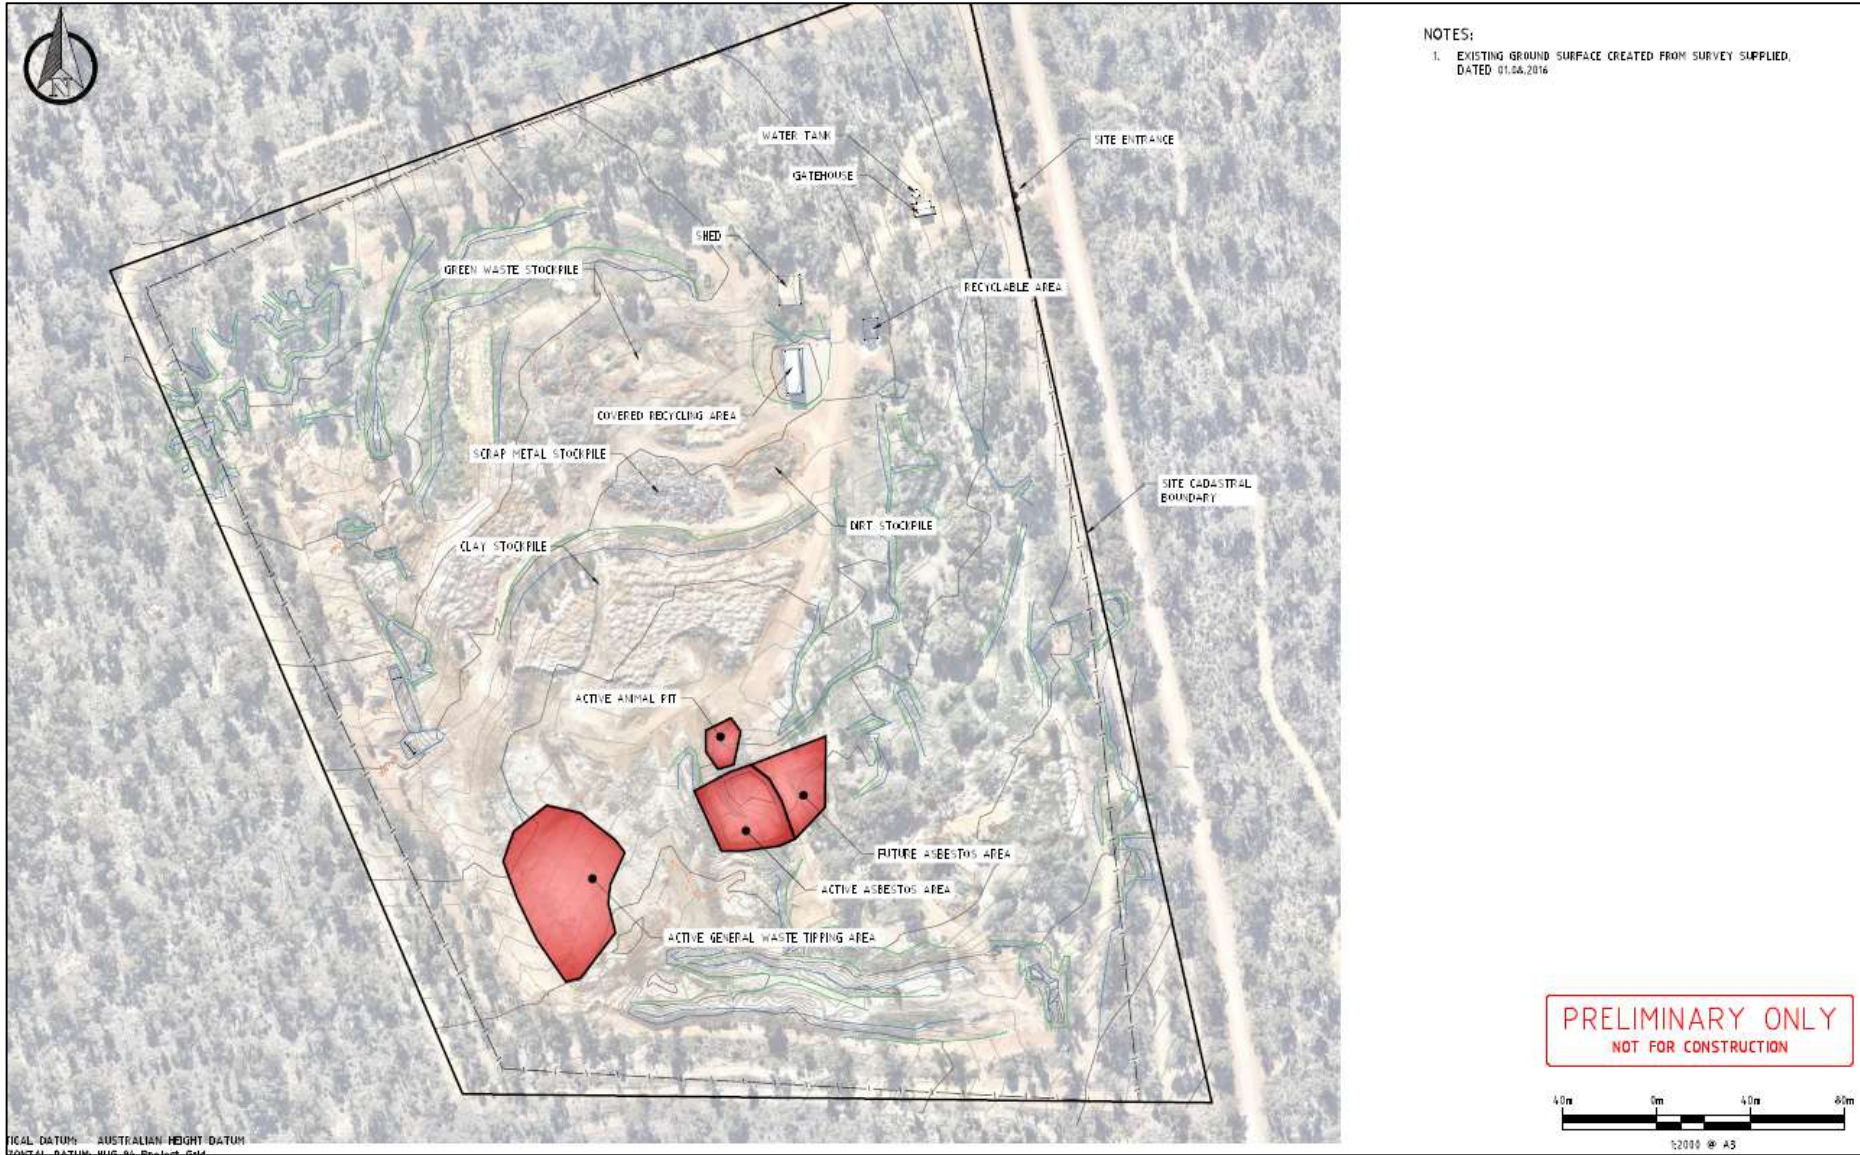 N
NOTES:
1. EXISTING GROUND SURFACE CREATED FROM SURVEY SUPPLIED,
DATED 01.08.2016
WATER TANK
SITE ENTRANCE
GATEHOUSE
SHED
GREEN WASTE STOCKPILE
RECYCLABLE AREA
COVERED RECYCLING AREA
SCRAP METAL STOCKPILE
SITE CADASTRAL
BOUNDARY
DIRT STOCKPILE
CLAY STOCKPILE
ACTIVE ANIMAL PIT
FUTURE ASBESTOS AREA
ACTIVE ASBESTOS AREA
ACTIVE GENERAL WASTE TIPPING AREA
PRELIMINARY ONLY
NOT FOR CONSTRUCTION
40m 0m 40m 80m
1:2000 @ A3
TICAL DATUM: AUSTRALIAN HEIGHT DATUM